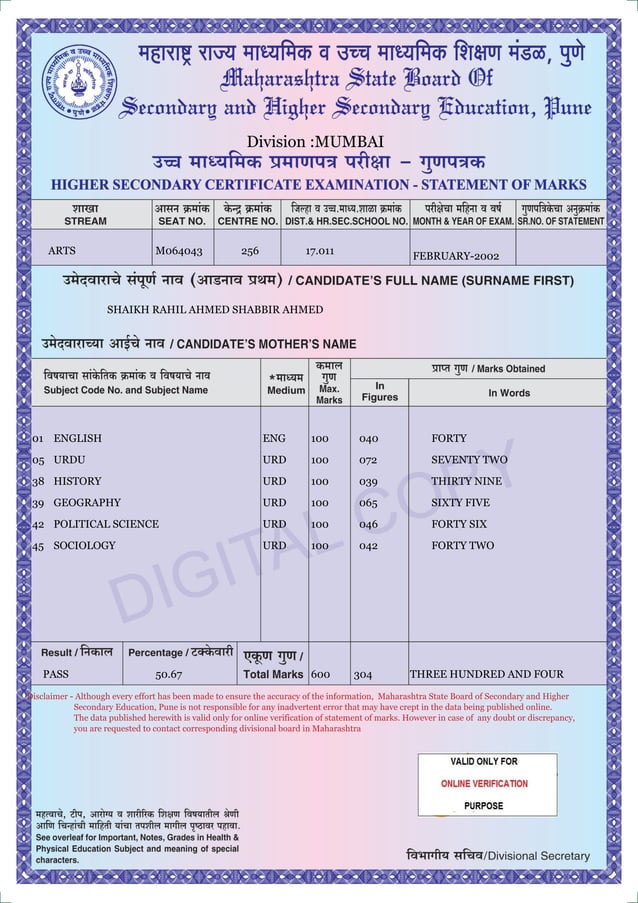 महाराष्ट्र राज्य माध्यमिक व उच्च माध्यमिक शिक्षण मंडळ, पुणे
Maharashtra State Board Of
Secondary and Higher Secondary Education, Pune
Division :MUMBAI
उच्च माध्यमिक प्रमाणपत्र परीक्षा – गुणपत्रक
HIGHER SECONDARY CERTIFICATE EXAMINATION - STATEMENT OF MARKS
शाखा आसन क्रमांक केन्द्र क्रमांक जिल्हा व उच्च.माध्य.शाळा क्रमांक परीक्षेचा महिना व वर्ष गुणपत्रिकेचा अनुक्रमांक
STREAM SEAT NO. CENTRE NO. DIST.& HR.SEC.SCHOOL NO. MONTH & YEAR OF EXAM. SR.NO. OF STATEMENT
ARTS M064043 256 17.011 FEBRUARY-2002
उमेदवाराचे संपूर्ण नाव (आडनाव प्रथम) / CANDIDATE'S FULL NAME (SURNAME FIRST)
SHAIKH RAHIL AHMED SHABBIR AHMED
उमेदवाराच्या आईचे नाव / CANDIDATE'S MOTHER'S NAME
विषयाचा सांकेतिक क्रमांक व विषयाचे नाव
Subject Code No. and Subject Name
*माध्यम
Medium
कमाल
गुण
Max.
Marks
प्राप्त गुण / Marks Obtained
In
Figures
In Words
01 ENGLISH ENG 100 040 FORTY
05 URDU URD 100 072 SEVENTY TWO
38 HISTORY URD 100 039 THIRTY NINE
39 GEOGRAPHY URD 100 065 SIXTY FIVE
42 POLITICAL SCIENCE URD 100 046 FORTY SIX
45 SOCIOLOGY URD 100 042 FORTY TWO
DIGITAL COPY
Result / निकाल Percentage / टक्केवारी एकूण गुण /
PASS 50.67 Total Marks 600 304 THREE HUNDRED AND FOUR
Disclaimer - Although every effort has been made to ensure the accuracy of the information, Maharashtra State Board of Secondary and Higher
Secondary Education, Pune is not responsible for any inadvertent error that may have crept in the data being published online.
The data published herewith is valid only for online verification of statement of marks. However in case of any doubt or discrepancy,
you are requested to contact corresponding divisional board in Maharashtra
VALID ONLY FOR
ONLINE VERIFICATION
PURPOSE
महत्वाचे, टीप, आरोग्य व शारीरिक शिक्षण विषयातील श्रेणी
आणि चिन्हांची माहिती यांचा तपशील मागील पृष्ठावर पहावा.
See overleaf for Important, Notes, Grades in Health &
Physical Education Subject and meaning of special
characters.
विभागीय सचिव/Divisional Secretary